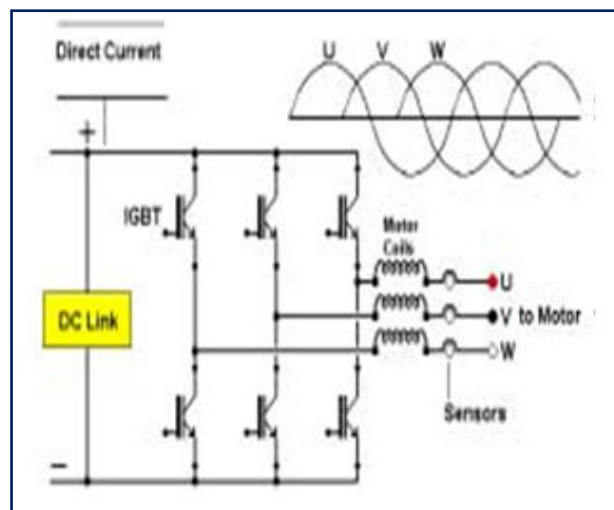 Direct Current
U V W
+
IGBT
Motor
Coils
U
DC Link
V to Motor
W
Sensors
−